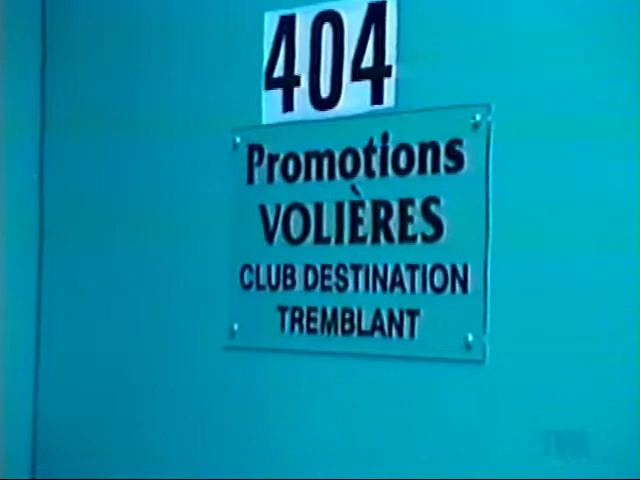 404
Promotions
VOLIÈRES
CLUB DESTINATION
TREMBLANT